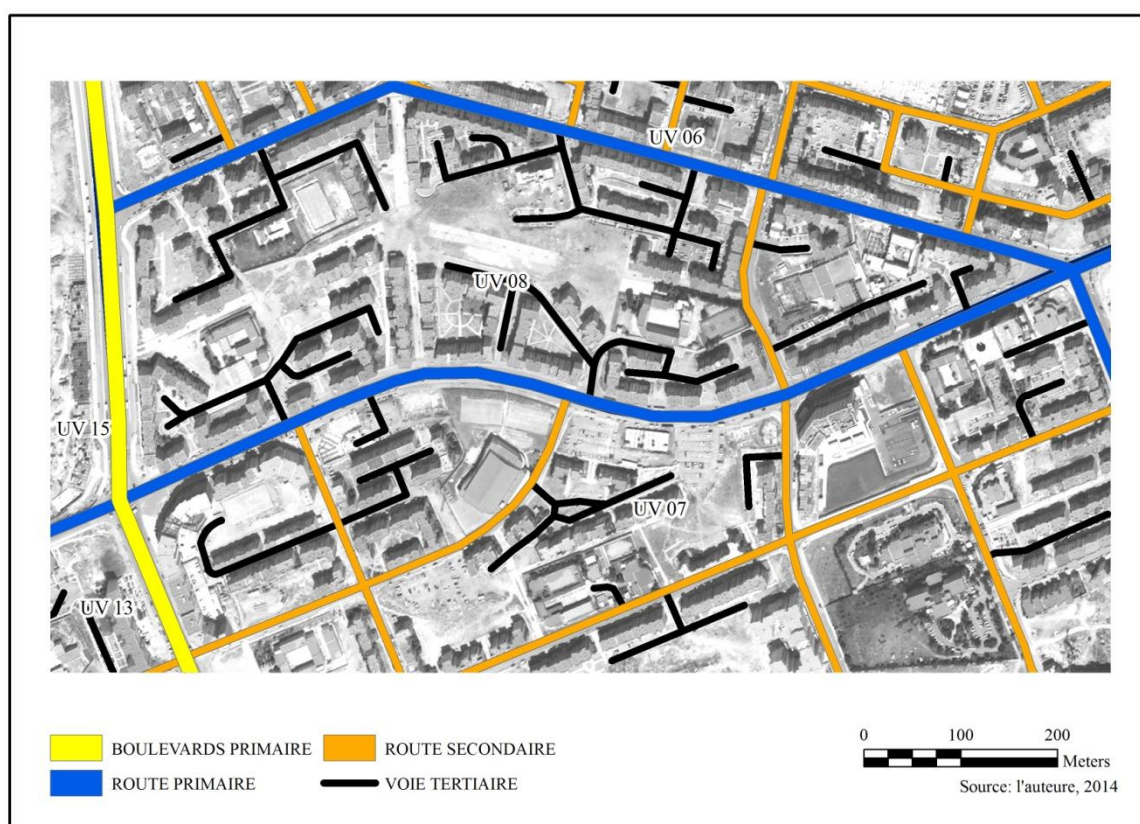 UV 06
UV 08
UV 15
UV 07
UV 13
BOULEVARDS PRIMAIRE
ROUTE SECONDAIRE
ROUTE PRIMAIRE
VOIE TERTIAIRE
0 100 200
Meters
Source: l'auteure, 2014